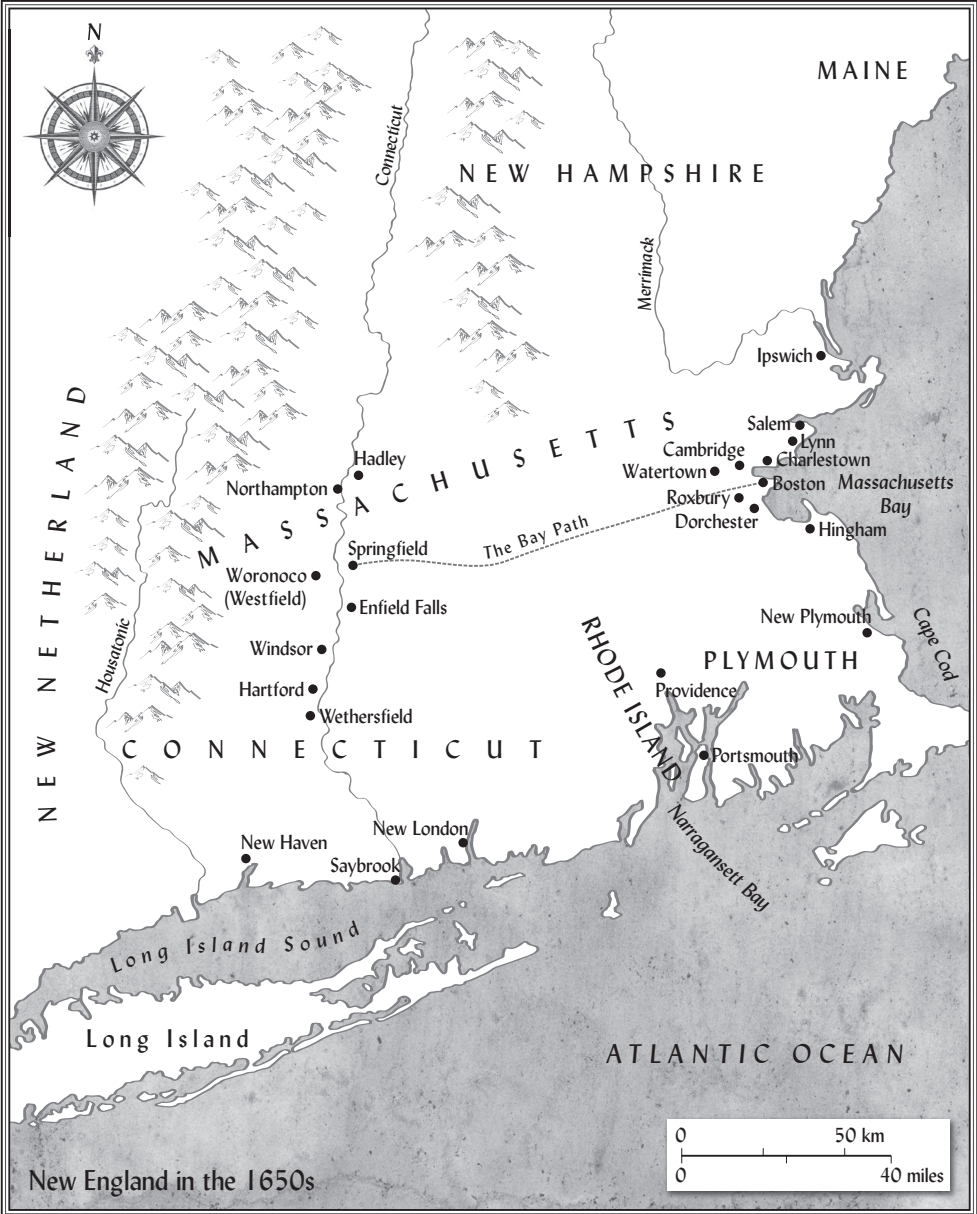 N
MAINE
Connecticut
NEW HAMPSHIRE
Merrimack
Ipswich
NEW NETHERLAND
MASSACHUSETTS
Salem
Lynn
Cambridge
Charlestown
Watertown
Boston
Massachusetts
Bay
Roxbury
Dorchester
Hingham
Hadley
Northampton
The Bay Path
Springfield
Woronoco
(Westfield)
Enfield Falls
Housatonic
Windsor
Hartford
Wethersfield
CONNECTICUT
RHODE ISLAND
New Plymouth
PLYMOUTH
Cape Cod
Providence
Portsmouth
Narragansett Bay
New Haven
New London
Saybrook
Long Island Sound
Long Island
ATLANTIC OCEAN
0 50 km
0 40 miles
New England in the 1650s